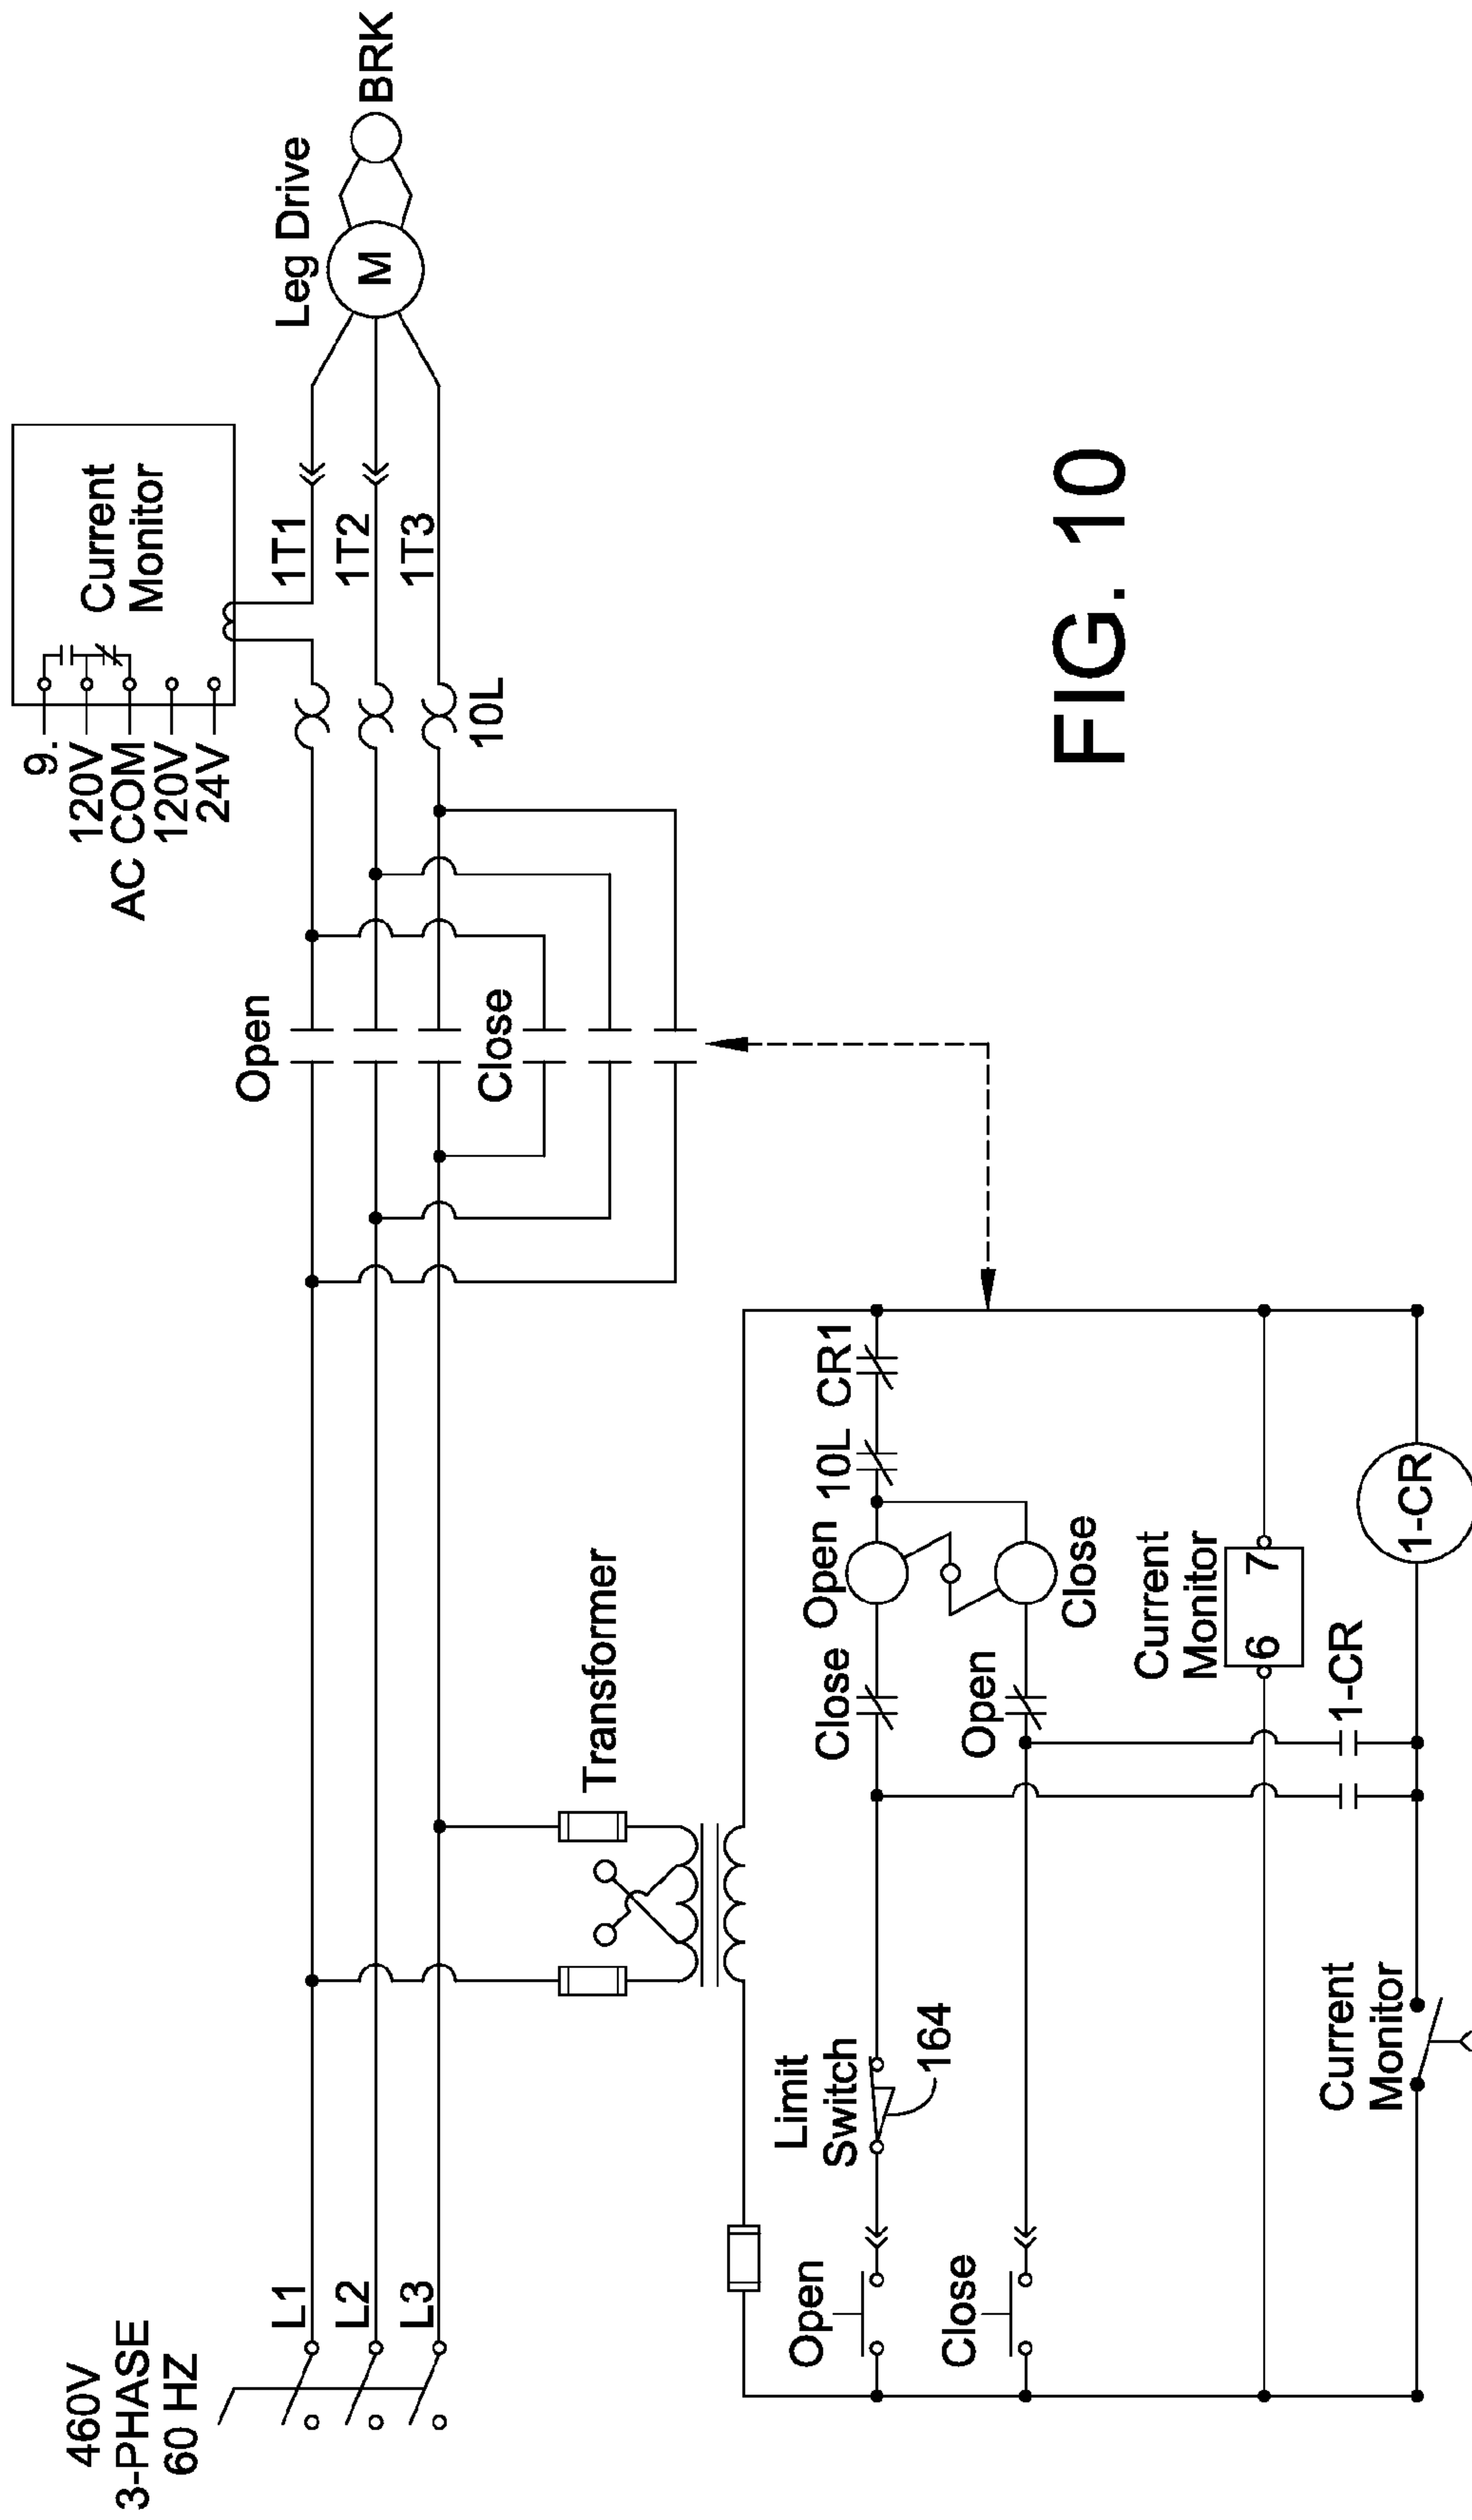 460V
3-PHASE
60 HZ
L1
L2
L3
Open
Close
9.
120V
AC COM
120V
24V
Current
Monitor
10L
1T1
1T2
1T3
Leg Drive
M
BRK
Transformer
Open
Limit
Switch
164
Close
Open
10L
CR1
Close
Open
Close
Current
Monitor
6
7
Current
Monitor
1-CR
1-CR
FIG. 10